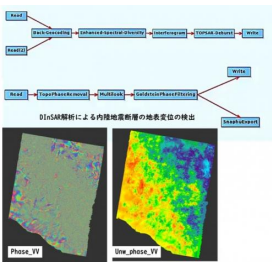 Read
Read(2)
Back-Geocoding
Enhanced-Spectral-Diversity
Interferogram
TOPSAR-Deburst
Write
Read
TopoPhaseRemoval
Multilook
GoldsteinPhaseFiltering
Write
SnaphuExport
DInSAR解析による内陸地震断層の地表変位の検出
Phase_VV
Unw_phase_VV